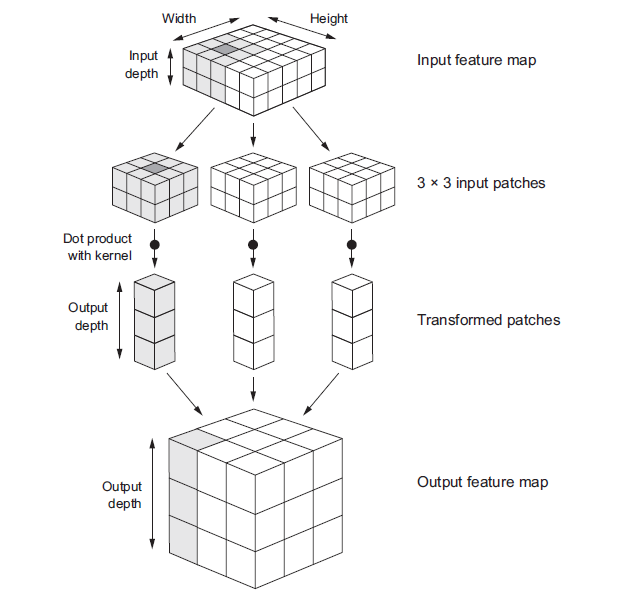 Width
Height
Input
depth
Input feature map
3 × 3 input patches
Dot product
with kernel
Output
depth
Transformed patches
Output
depth
Output feature map